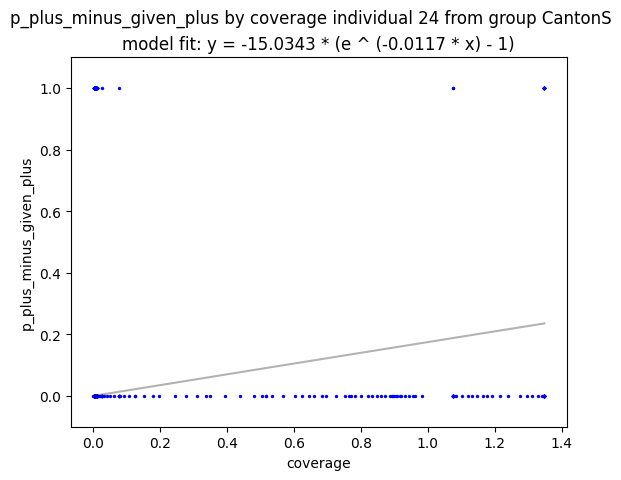 p_plus_minus_given_plus by coverage individual 24 from group CantonS
model fit: y = -15.0343 * (e ^ (-0.0117 * x) - 1)
1.0
0.8
0.6
0.4
0.2
0.0
p_plus_minus_given_plus
0.0 0.2 0.4 0.6 0.8 1.0 1.2 1.4
coverage